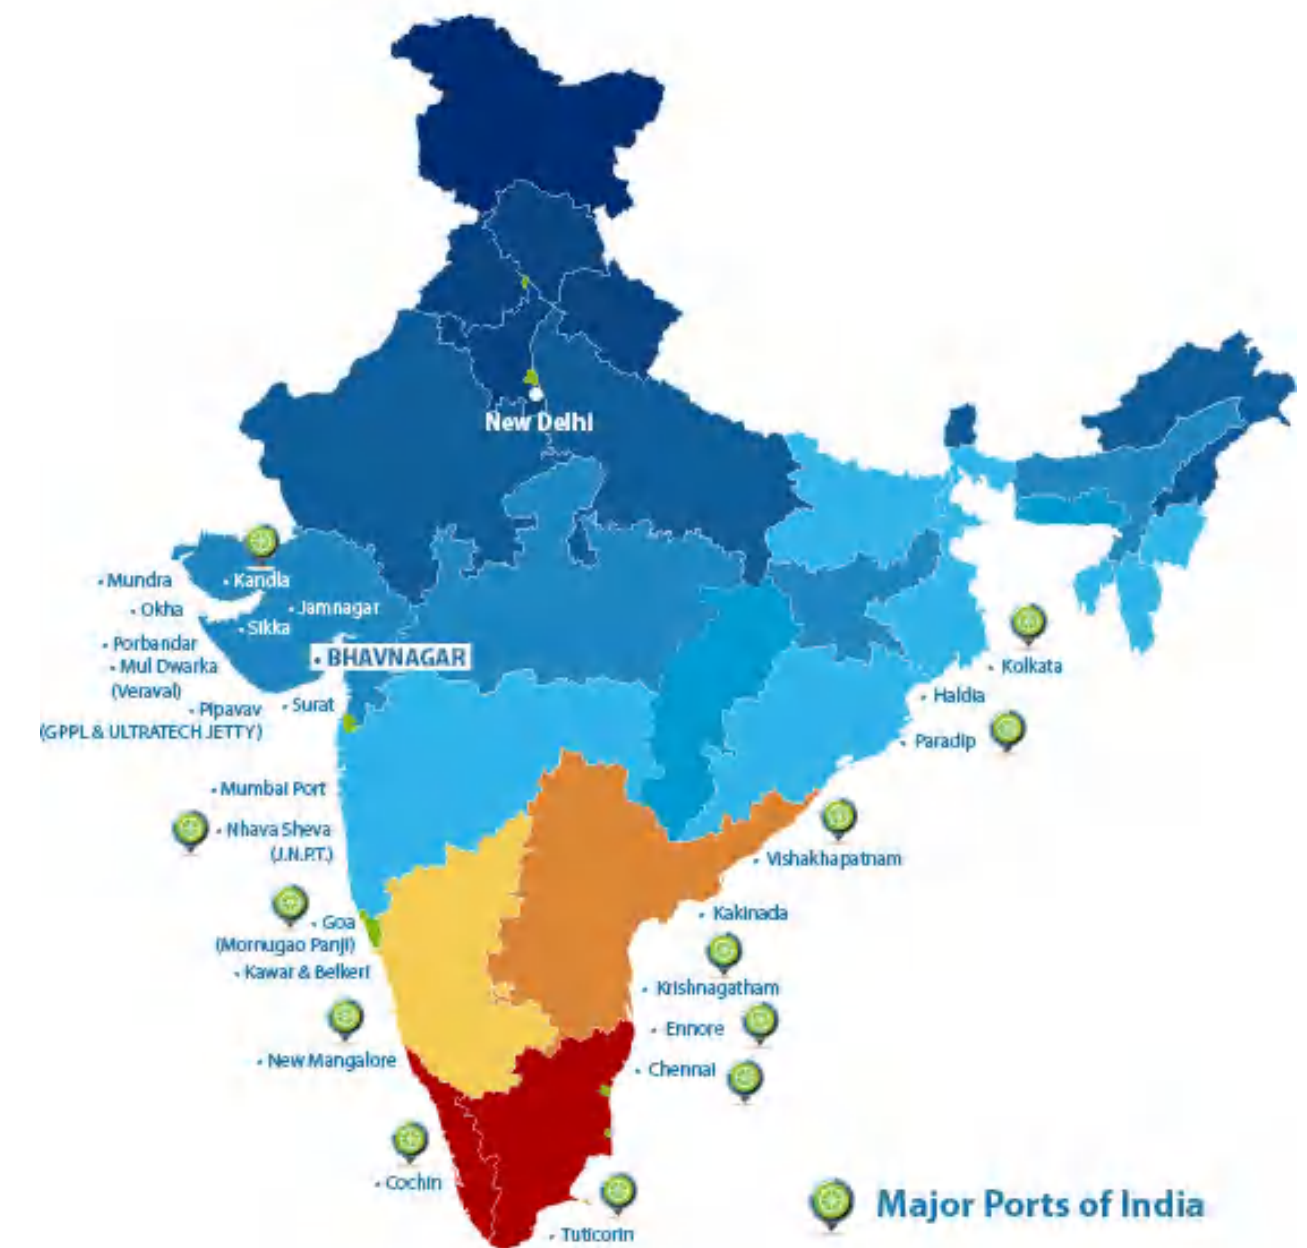 New Delhi
Kandla
Mundra
Jamnagar
Okha
Sikka
Porbandar
BHAVNAGAR
Mul Dwarka
(Veraval)
Kolkata
Haldia
Surat
Pipavav
(GPPL & ULTRATECH JETTY)
Paradip
Mumbai Port
Nhava Sheva
(J.N.P.T.)
Vishakhapatnam
Kakinada
Goa
(Mornugao Panji)
Kawar & Belkeri
Krishnagatham
Ennore
New Mangalore
Chennai
Cochin
Major Ports of India
Tuticorin